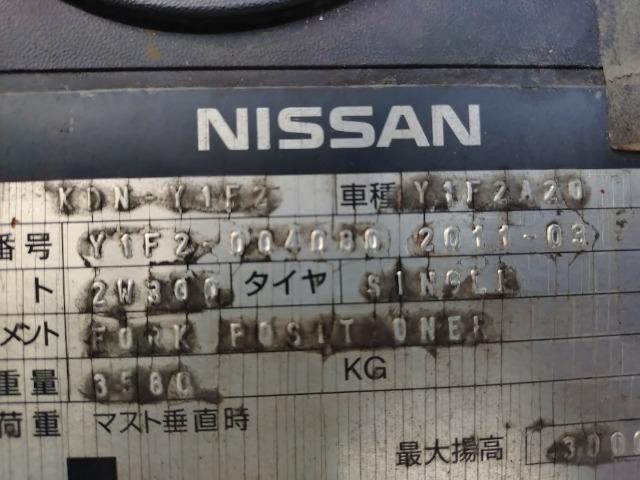 NISSAN
KDN-Y1F2 車種 Y1F2A20
番号 Y1F2-004080 2011-03
ト 2W300 タイヤ SINGLE
メント FORK POSITIONER
重量 3580 KG
荷重 マスト垂直時
最大揚高 3000